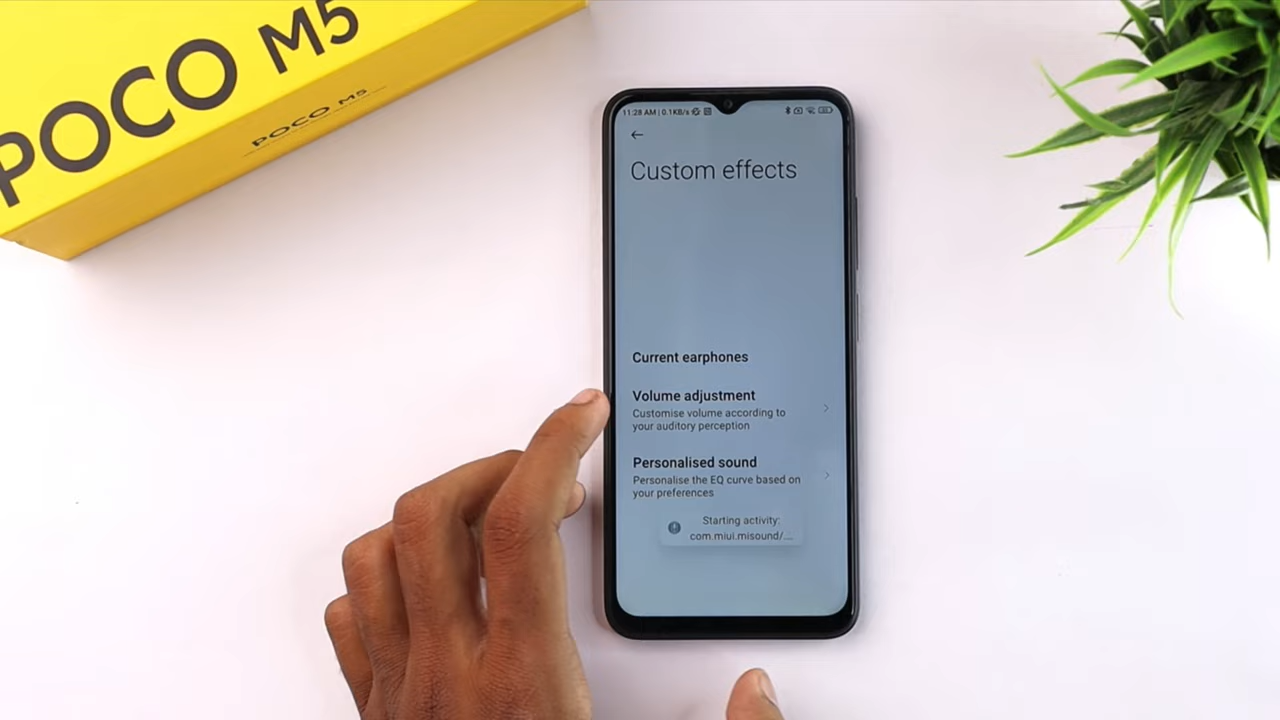 POCO M5
POCO M5
11:28 AM | 0.1KB/s
Custom effects
Current earphones
Volume adjustment
Customise volume according to
your auditory perception
Personalised sound
Personalise the EQ curve based on
your preferences
Starting activity:
com.miui.misound/...